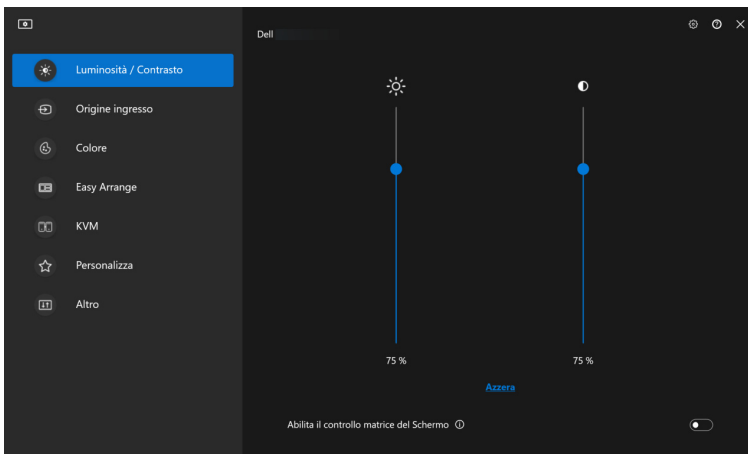 Dell
Luminosità / Contrasto
Origine ingresso
Colore
Easy Arrange
KVM
Personalizza
Altro
75 %
75 %
Azzera
Abilita il controllo matrice del Schermo